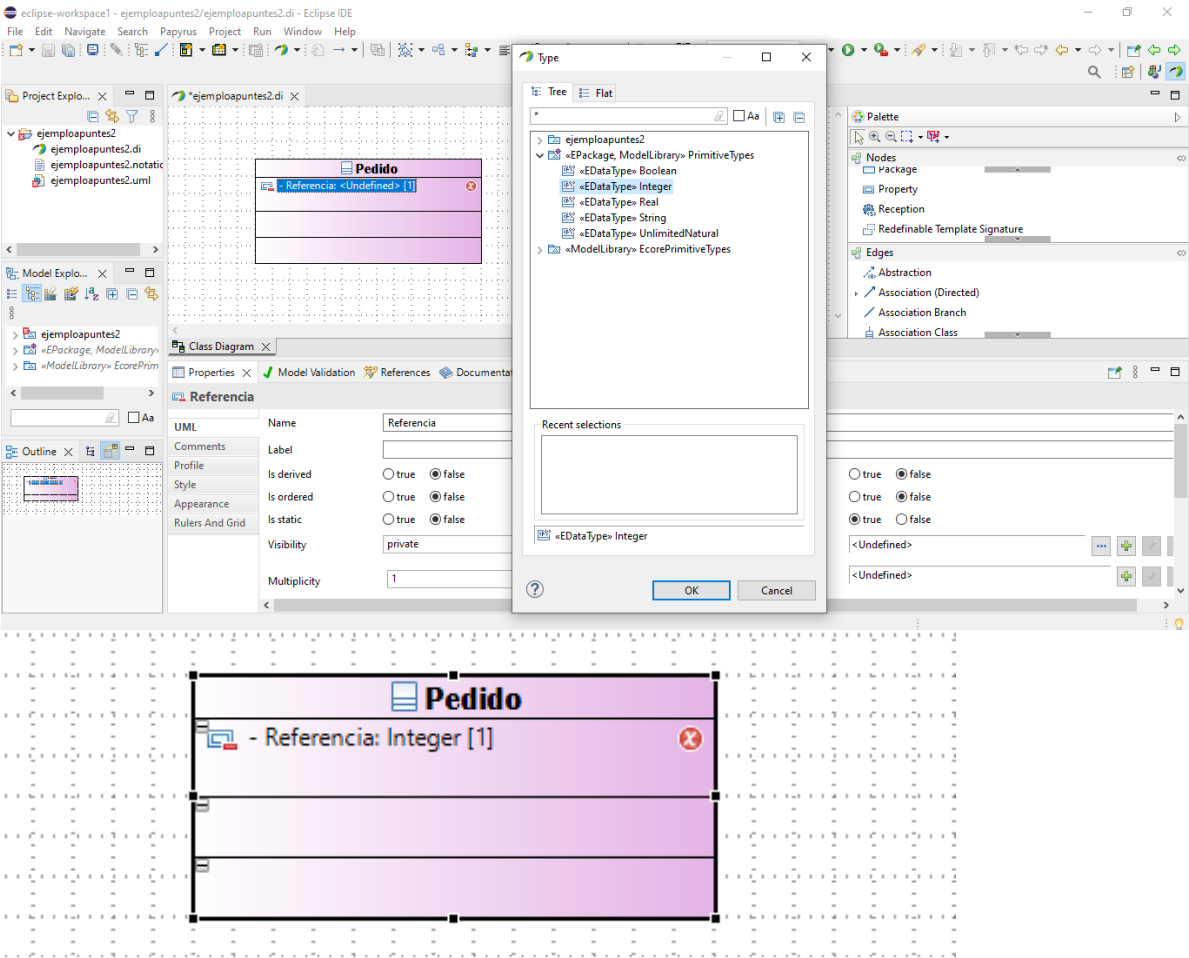 eclipse-workspace1 - ejemploapuntes2/ejemploapuntes2.di - Eclipse IDE
File Edit Navigate Search Papyrus Project Run Window Help
Project Explo...
ejemploapuntes2
ejemploapuntes2.di
ejemploapuntes2.notatic
ejemploapuntes2.uml
*ejemploapuntes2.di
Pedido
- Referencia: <Undefined> [1]
Type
Tree Flat
* Aa
ejemploapuntes2
«EPackage, ModelLibrary» PrimitiveTypes
«EDataType» Boolean
«EDataType» Integer
«EDataType» Real
«EDataType» String
«EDataType» UnlimitedNatural
«ModelLibrary» EcorePrimitiveTypes
Recent selections
«EDataType» Integer
OK Cancel
Palette
Nodes
Package
Property
Reception
Redefinable Template Signature
Edges
Abstraction
Association (Directed)
Association Branch
Association Class
Model Explo...
ejemploapuntes2
«EPackage, ModelLibrary»
«ModelLibrary» EcorePrim
Aa
Outline
Class Diagram
Properties Model Validation References Documentat
Referencia
UML
Comments
Profile
Style
Appearance
Rulers And Grid
Name Referencia
Label
Is derived true false true false
Is ordered true false true false
Is static true false true false
Visibility private <Undefined>
Multiplicity 1 <Undefined>
Pedido
- Referencia: Integer [1]